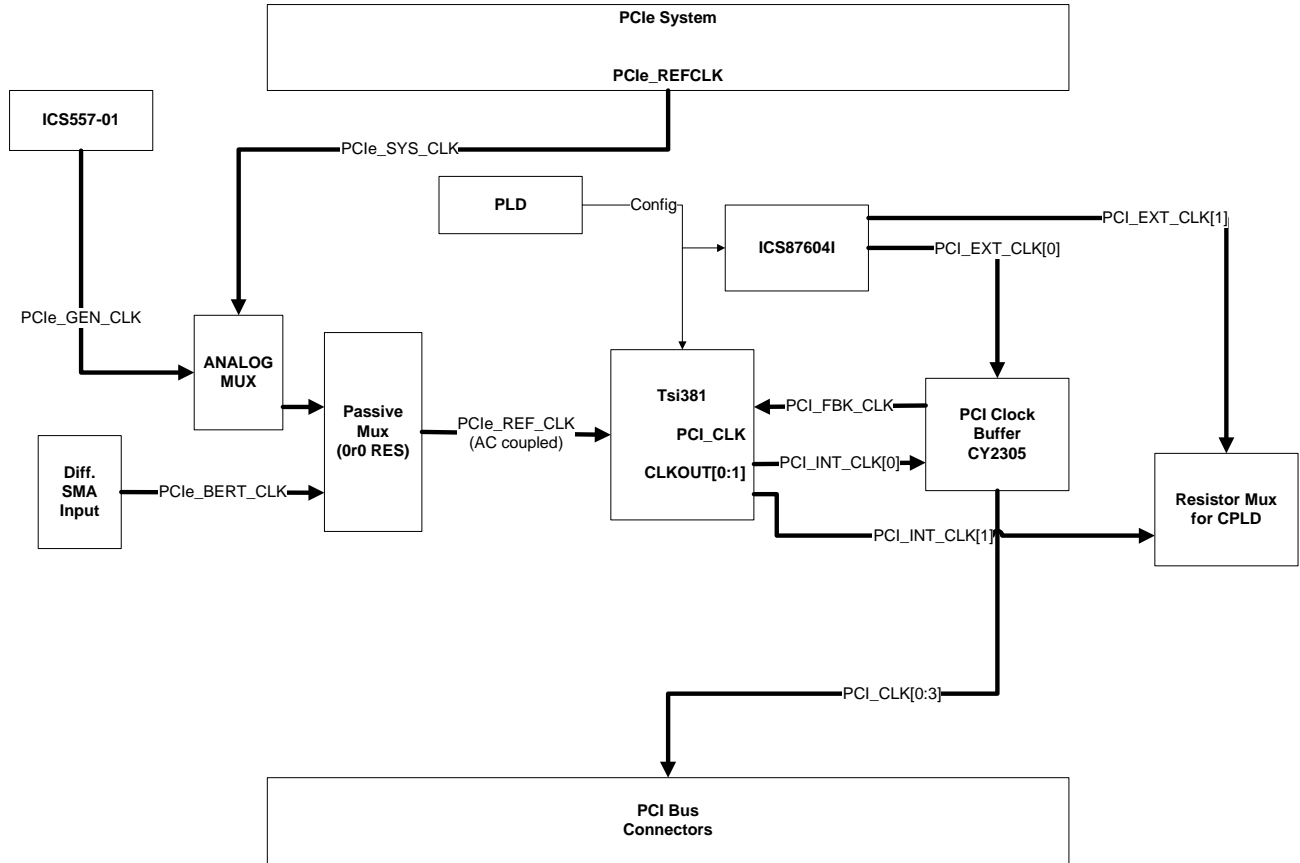 PCIe System
PCIe_REFCLK
ICS557-01
PCIe_SYS_CLK
PLD
Config
ICS87604I
PCI_EXT_CLK[1]
PCI_EXT_CLK[0]
PCIe_GEN_CLK
ANALOG
MUX
Passive
Mux
(0r0 RES)
PCIe_REF_CLK
(AC coupled)
Tsi381
PCI_CLK
CLKOUT[0:1]
PCI_FBK_CLK
PCI_INT_CLK[0]
PCI Clock
Buffer
CY2305
Diff.
SMA
Input
PCIe_BERT_CLK
PCI_INT_CLK[1]
Resistor Mux
for CPLD
PCI_CLK[0:3]
PCI Bus
Connectors